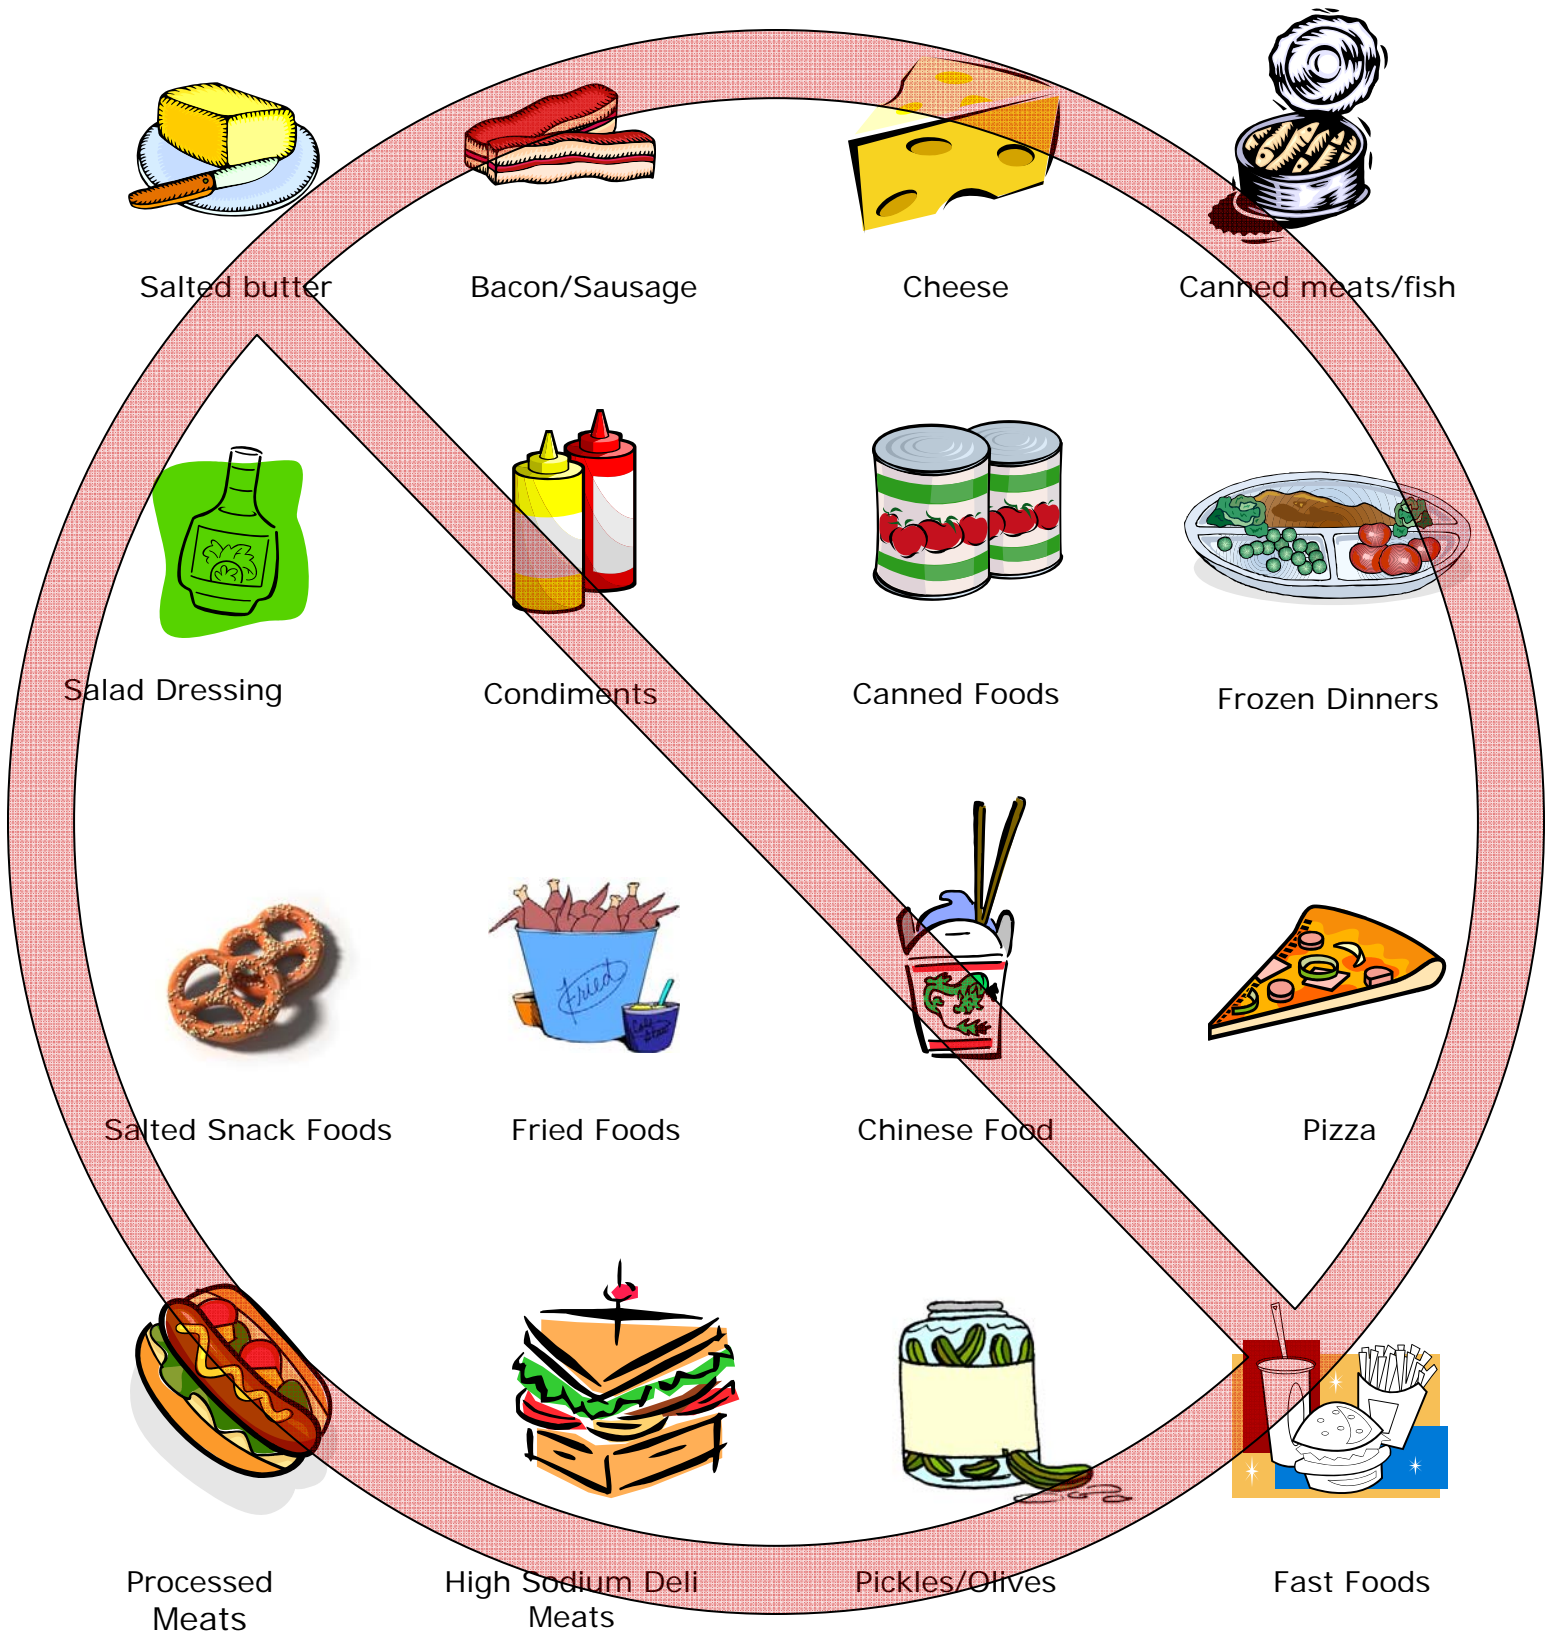 Salted butter
Bacon/Sausage
Cheese
Canned meats/fish
Salad Dressing
Condiments
Canned Foods
Frozen Dinners
Fried
Salted Snack Foods
Fried Foods
Chinese Food
Pizza
Processed
Meats
High Sodium Deli
Meats
Pickles/Olives
Fast Foods